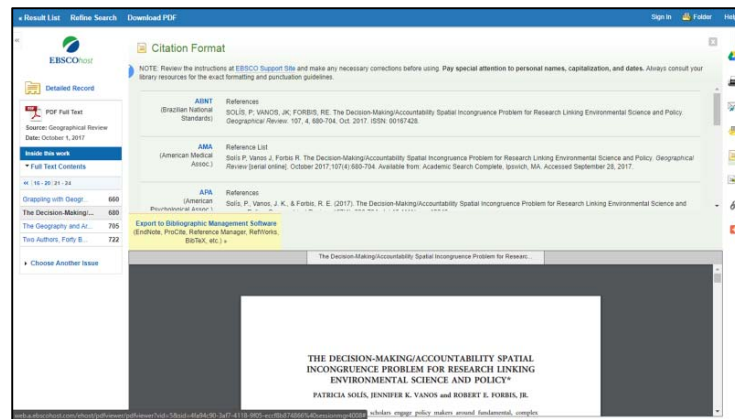 « Result List Refine Search Download PDF
Sign In Folder Help
«
EBSCOhost
Detailed Record
PDF Full Text
Source: Geographical Review
Date: October 1, 2017
Inside this work
Full Text Contents
« | 16 - 20 | 21 - 24
Grappling with Geogr... 660
The Decision-Making/... 680
The Geography and Ar... 705
Two Authors, Forty B... 722
Choose Another Issue
Citation Format
NOTE: Review the instructions at EBSCO Support Site and make any necessary corrections before using. Pay special attention to personal names, capitalization, and dates. Always consult your
library resources for the exact formatting and punctuation guidelines.
ABNT
(Brazilian National
Standards)
References
SOLÍS, P; VANOS, JK; FORBIS, RE. The Decision-Making/Accountability Spatial Incongruence Problem for Research Linking Environmental Science and Policy.
Geographical Review. 107, 4, 680-704, Oct. 2017. ISSN: 00167428.
AMA
(American Medical
Assoc.)
Reference List
Solís P, Vanos J, Forbis R. The Decision-Making/Accountability Spatial Incongruence Problem for Research Linking Environmental Science and Policy. Geographical
Review [serial online]. October 2017;107(4):680-704. Available from: Academic Search Complete, Ipswich, MA. Accessed September 28, 2017.
APA
(American
Psychological Assoc.)
References
Solís, P., Vanos, J. K., & Forbis, R. E. (2017). The Decision-Making/Accountability Spatial Incongruence Problem for Research Linking Environmental Science and
Export to Bibliographic Management Software
(EndNote, ProCite, Reference Manager, RefWorks,
BibTeX, etc.) »
The Decision-Making/Accountability Spatial Incongruence Problem for Researc...
THE DECISION-MAKING/ACCOUNTABILITY SPATIAL
INCONGRUENCE PROBLEM FOR RESEARCH LINKING
ENVIRONMENTAL SCIENCE AND POLICY*
PATRICIA SOLÍS, JENNIFER K. VANOS and ROBERT E. FORBIS, JR.
scholars engage policy makers around fundamental, complex